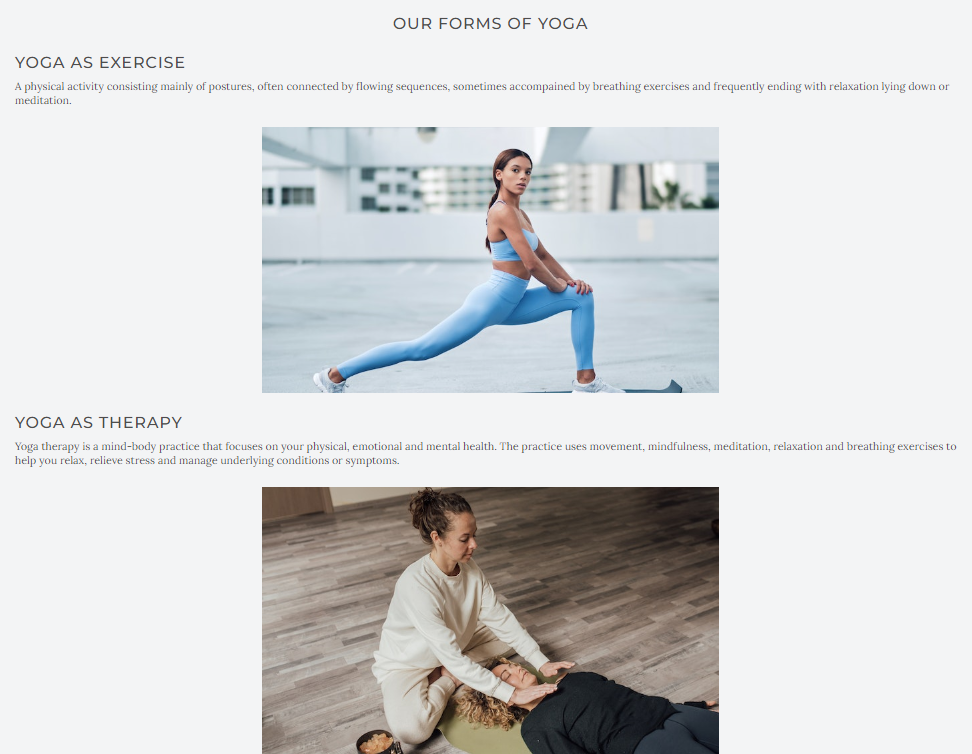 OUR FORMS OF YOGA
YOGA AS EXERCISE
A physical activity consisting mainly of postures, often connected by flowing sequences, sometimes accompained by breathing exercises and frequently ending with relaxation lying down or
meditation.
YOGA AS THERAPY
Yoga therapy is a mind-body practice that focuses on your physical, emotional and mental health. The practice uses movement, mindfulness, meditation, relaxation and breathing exercises to
help you relax, relieve stress and manage underlying conditions or symptoms.